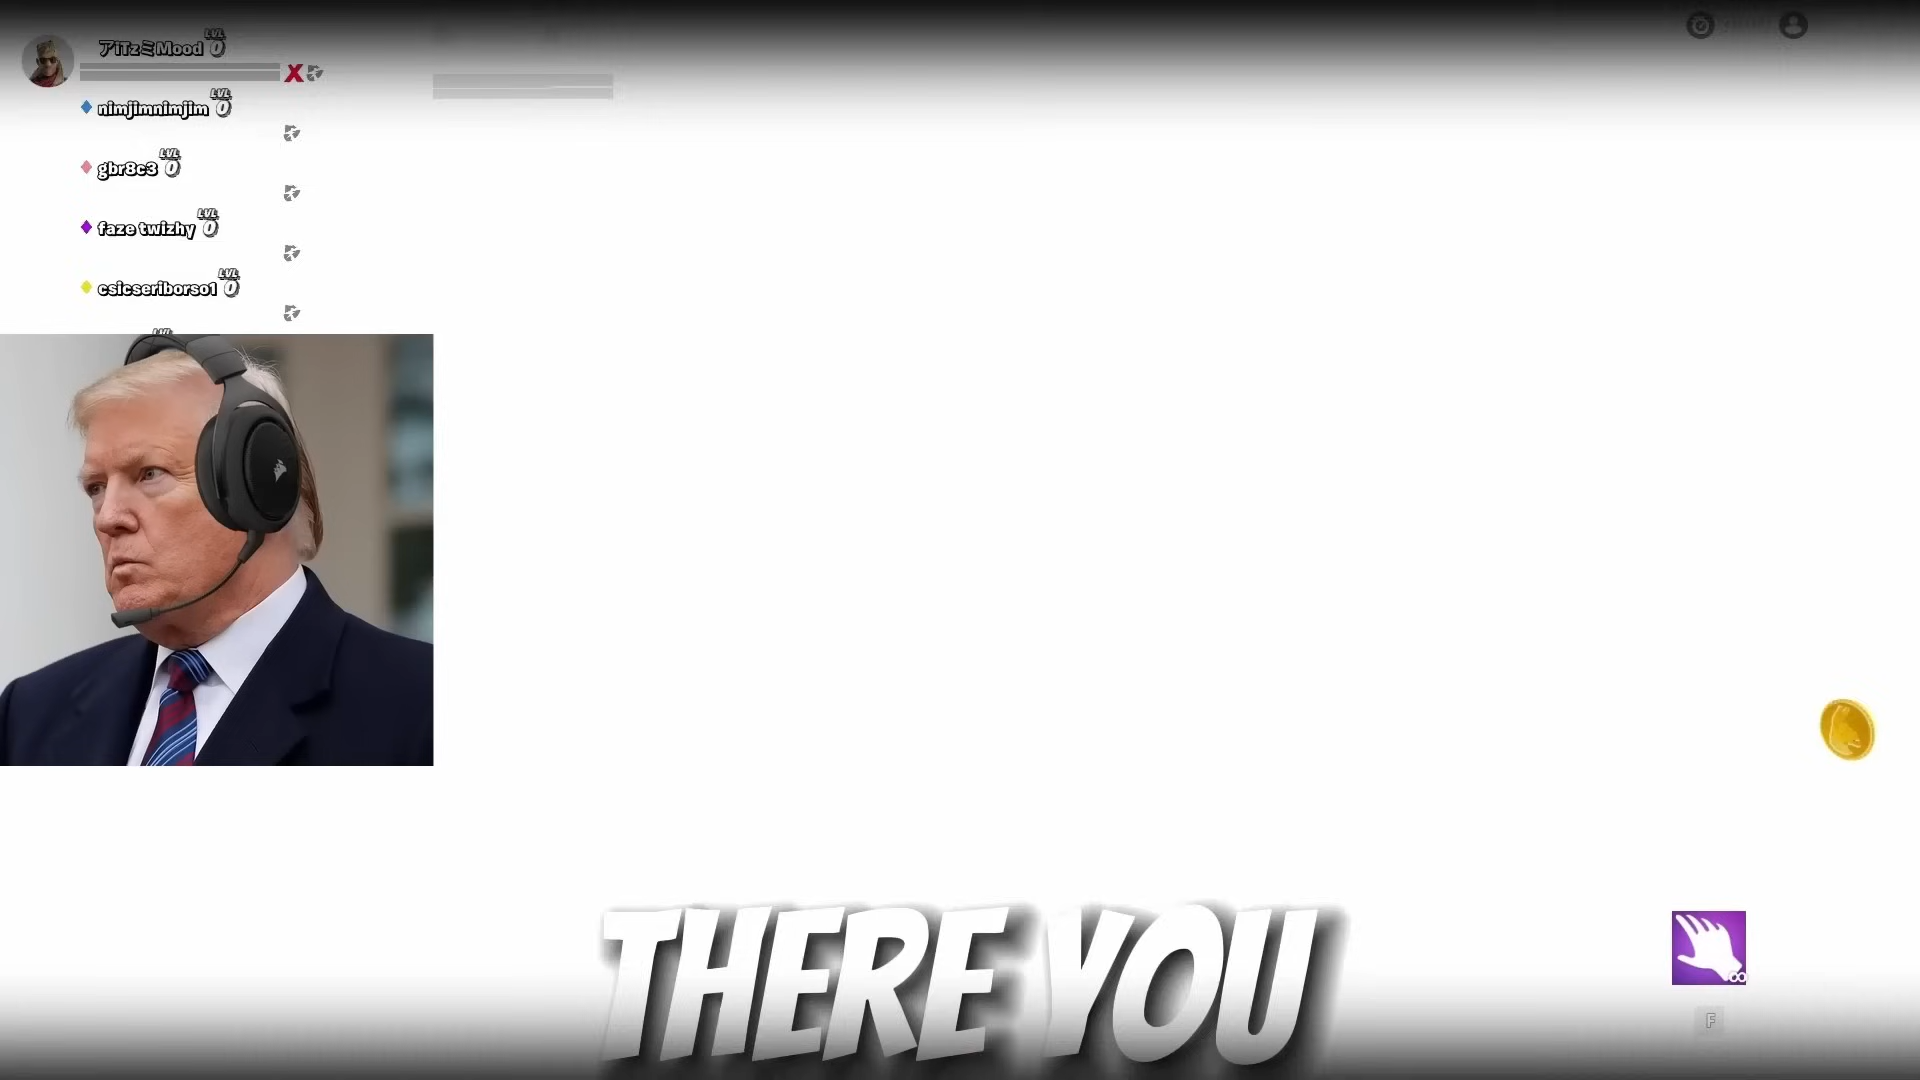 アiTzミMood LVL 0
X
nimjimnimjim LVL 0
gbr8c3 LVL 0
faze twizhy LVL 0
csicseriborso1 LVL 0
LVL
∞
F
THERE YOU